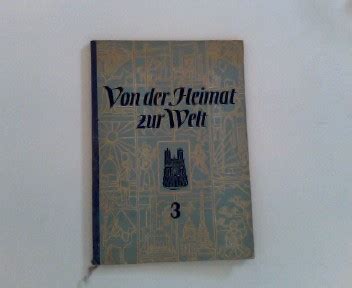 Von der Heimat
zur Welt
3